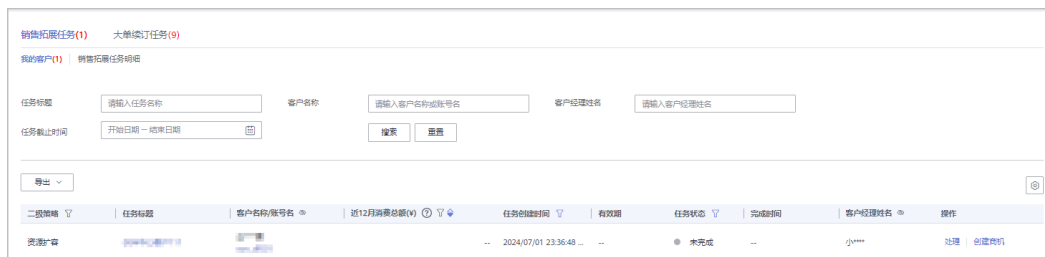 销售拓展任务(1) 大单续订任务(9)
我的客户(1) 销售拓展任务明细
任务标题 请输入任务名称 客户名称 请输入客户名称或账号名 客户经理姓名 请输入客户经理姓名
任务截止时间 开始日期 – 结束日期 搜索 重置
导出
二级策略 任务标题 客户名称/账号名 近12月消费总额(¥) 任务创建时间 有效期 任务状态 完成时间 客户经理姓名 操作
资源扩容 -- 2024/07/01 23:36:48 ... -- 未完成 -- 小**** 处理 创建商机